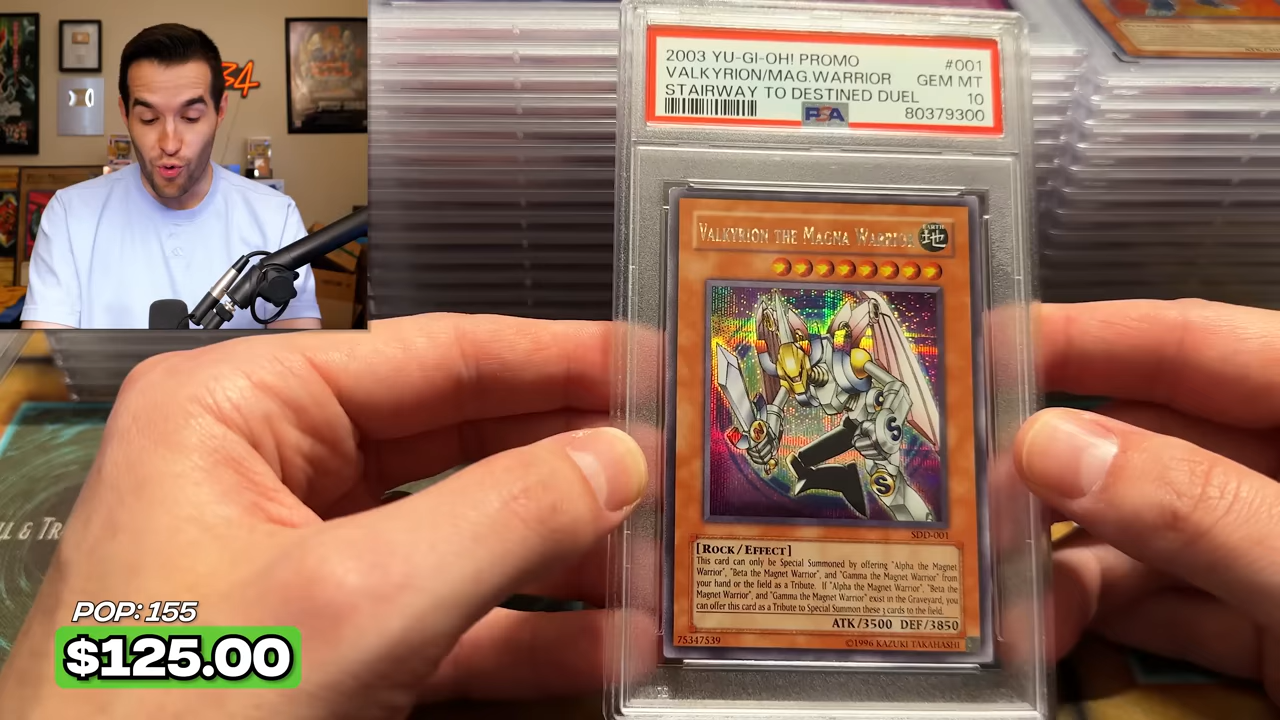 34
2003 YU-GI-OH! PROMO #001
VALKYRION/MAG.WARRIOR GEM MT
STAIRWAY TO DESTINED DUEL 10
PSA 80379300
VALKYRION THE MAGNA WARRIOR
EARTH
地
S
S
SDD-001
[ROCK/EFFECT]
This card can only be Special Summoned by offering "Alpha the Magnet
Warrior", "Beta the Magnet Warrior", and "Gamma the Magnet Warrior" from
your hand or the field as a Tribute. If "Alpha the Magnet Warrior", "Beta the
Magnet Warrior", and "Gamma the Magnet Warrior" exist in the Graveyard, you
can offer this card as a Tribute to Special Summon these 3 cards to the field.
ATK/3500 DEF/3850
75347539 ©1996 KAZUKI TAKAHASHI
LL & TR
POP: 155
$125.00